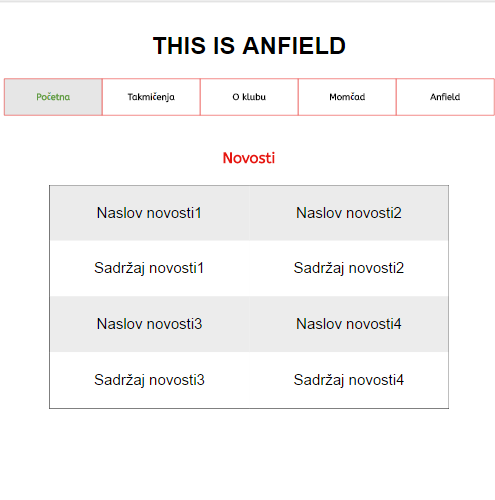 THIS IS ANFIELD
Početna Takmičenja O klubu Momčad Anfield
Novosti
Naslov novosti1 Naslov novosti2
Sadržaj novosti1 Sadržaj novosti2
Naslov novosti3 Naslov novosti4
Sadržaj novosti3 Sadržaj novosti4